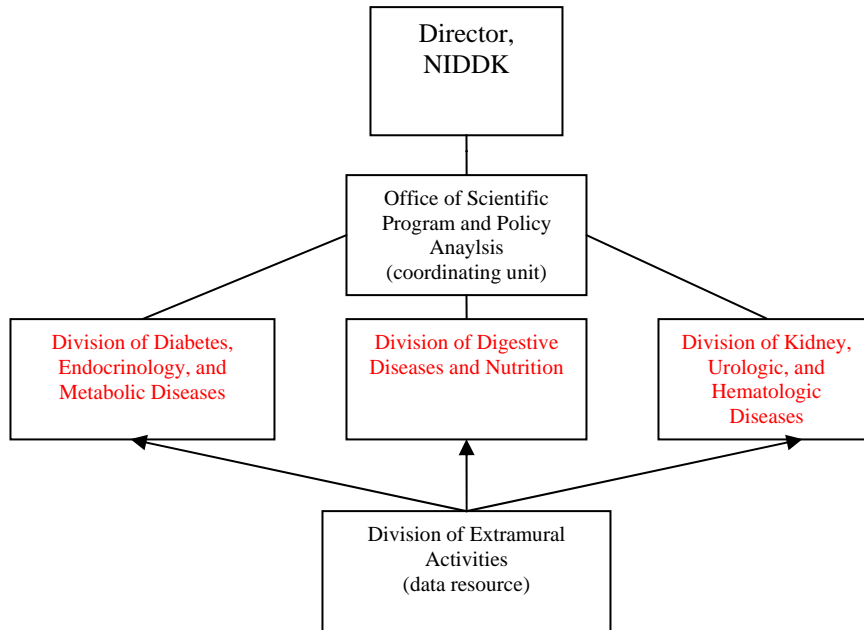 Director,
NIDDK
Office of Scientific
Program and Policy
Anaylsis
(coordinating unit)
Division of Diabetes,
Endocrinology, and
Metabolic Diseases
Division of Digestive
Diseases and Nutrition
Division of Kidney,
Urologic, and
Hematologic
Diseases
Division of Extramural
Activities
(data resource)